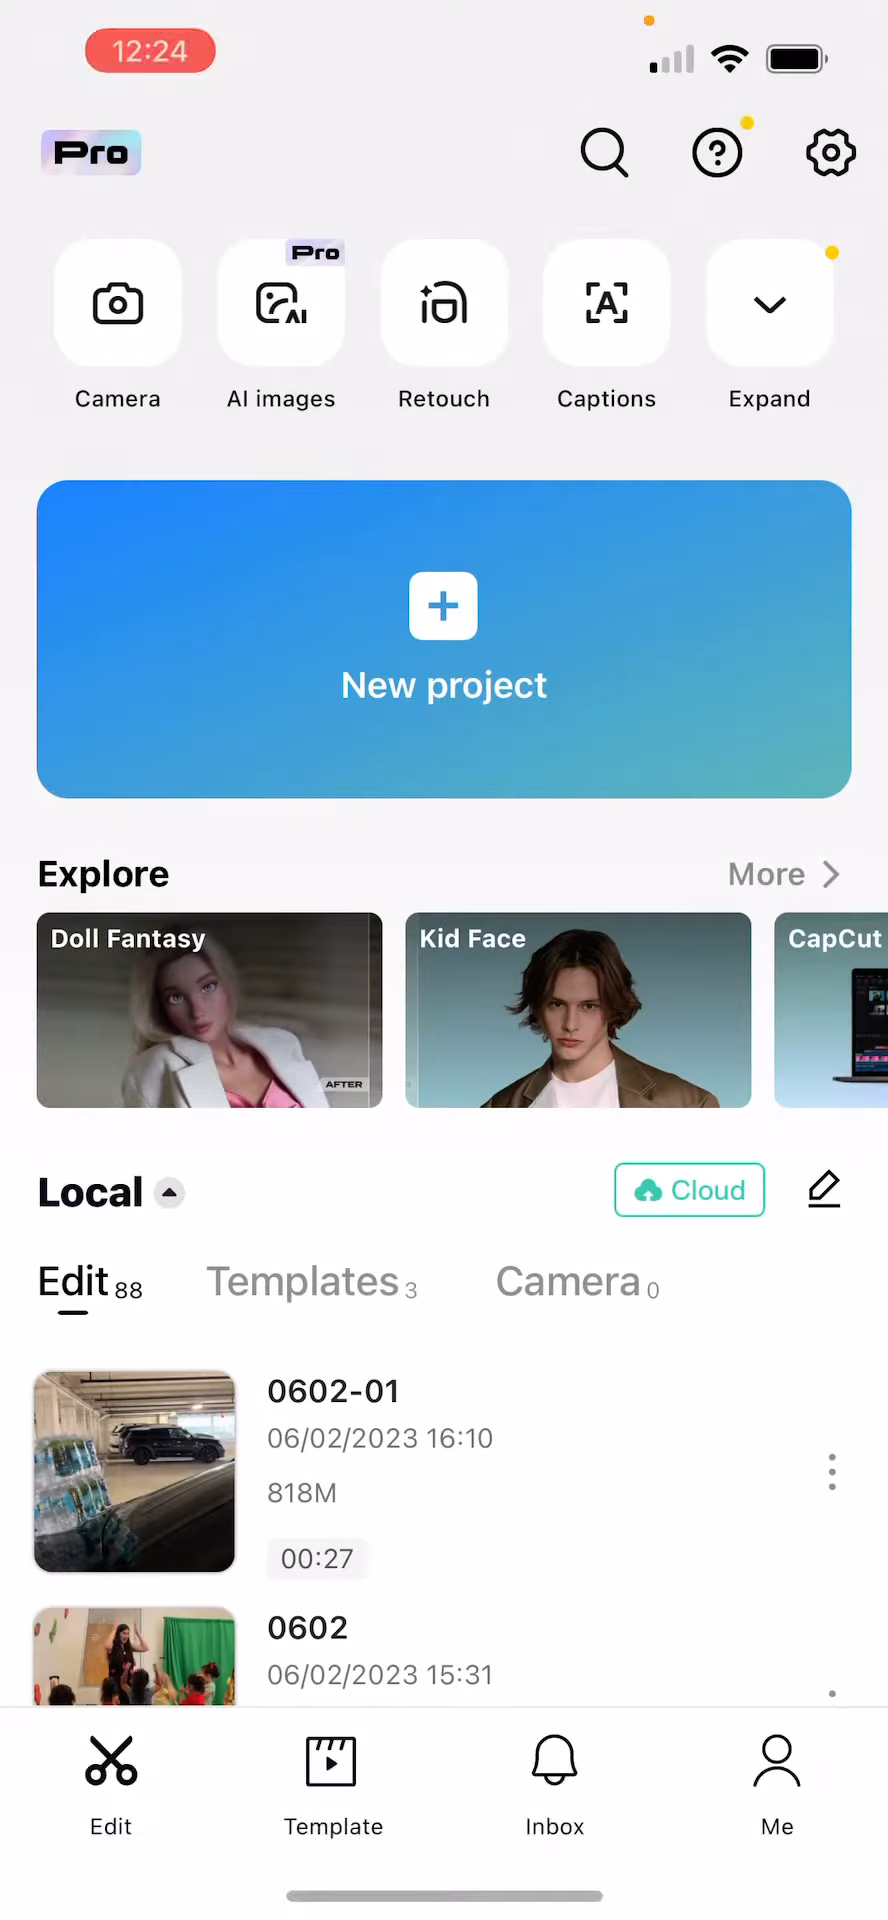 12:24
Pro
Pro
Camera
AI images
Retouch
Captions
Expand
New project
Explore
More
Doll Fantasy
AFTER
Kid Face
CapCut
Local
Cloud
Edit 88
Templates 3
Camera 0
0602-01
06/02/2023 16:10
818M
00:27
0602
06/02/2023 15:31
Edit
Template
Inbox
Me